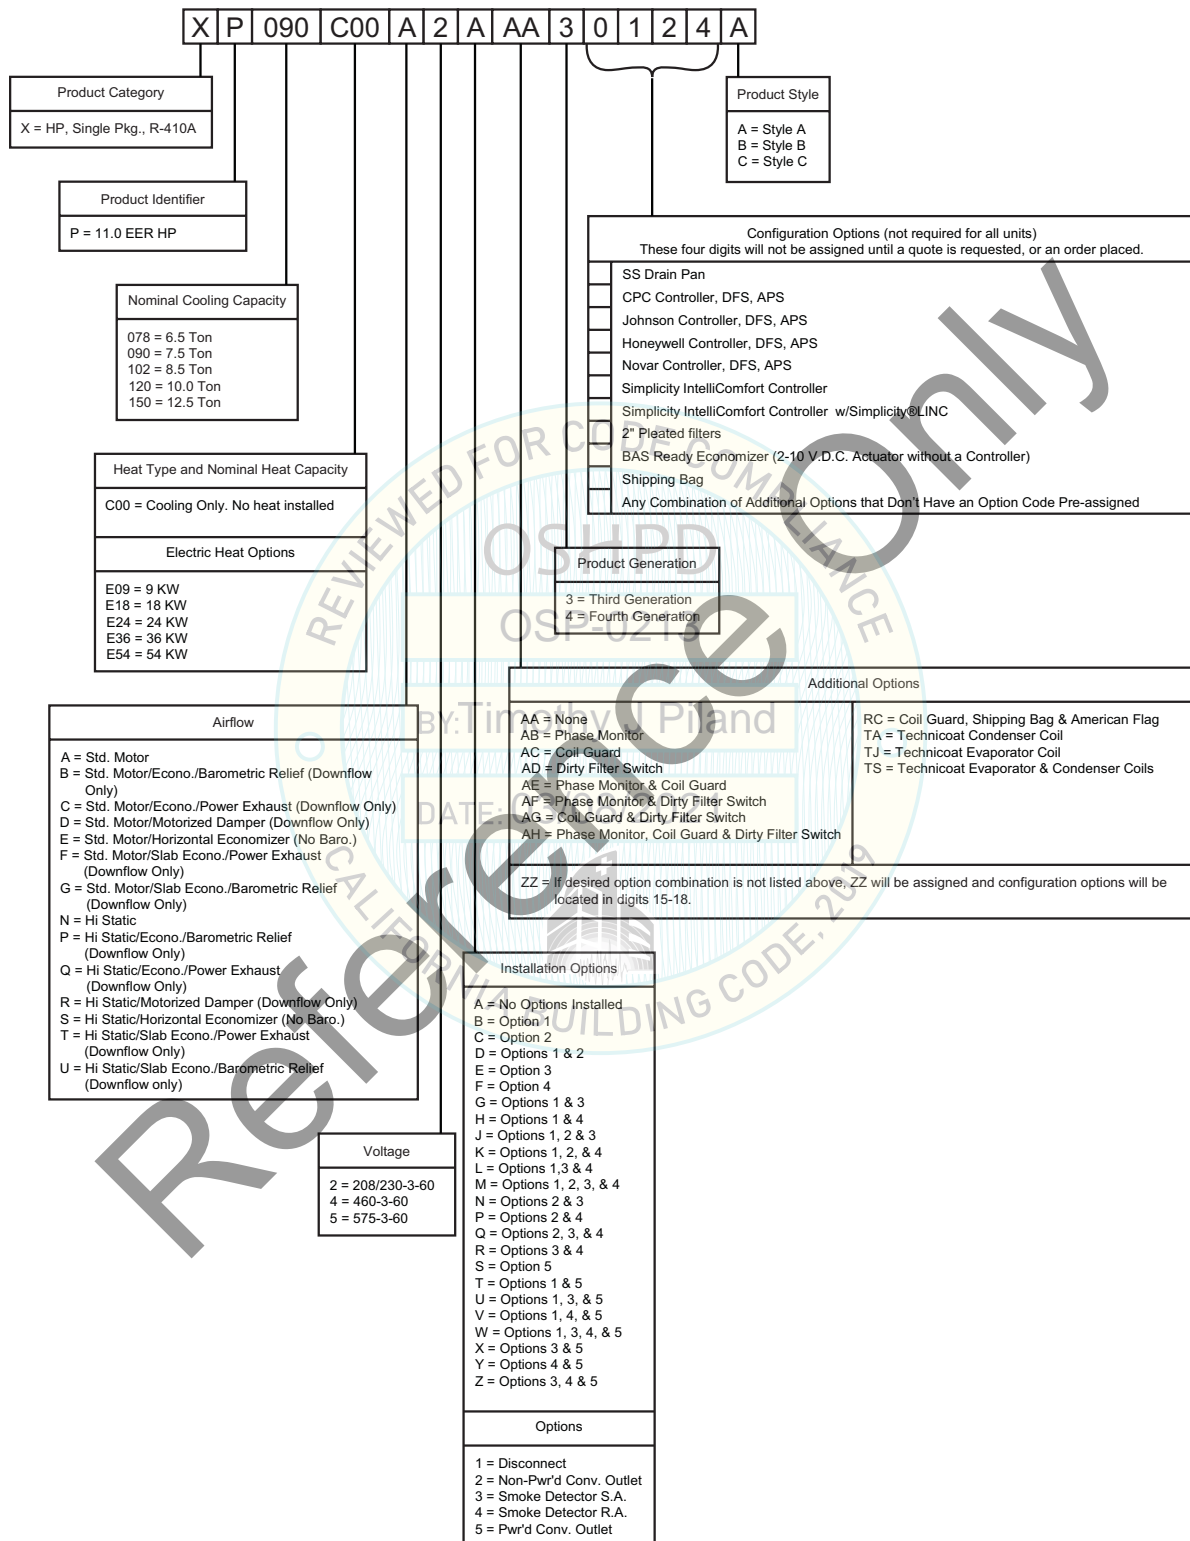 X P 090 C00 A 2 A AA 3 0 1 2 4 A
Product Category
X = HP, Single Pkg., R-410A
Product Style
A = Style A
B = Style B
C = Style C
Product Identifier
P = 11.0 EER HP
Configuration Options (not required for all units)
These four digits will not be assigned until a quote is requested, or an order placed.
SS Drain Pan
CPC Controller, DFS, APS
Johnson Controller, DFS, APS
Honeywell Controller, DFS, APS
Novar Controller, DFS, APS
Simplicity IntelliComfort Controller
Simplicity IntelliComfort Controller w/Simplicity®LINC
2" Pleated filters
BAS Ready Economizer (2-10 V.D.C. Actuator without a Controller)
Shipping Bag
Any Combination of Additional Options that Don't Have an Option Code Pre-assigned
Nominal Cooling Capacity
078 = 6.5 Ton
090 = 7.5 Ton
102 = 8.5 Ton
120 = 10.0 Ton
150 = 12.5 Ton
Heat Type and Nominal Heat Capacity
C00 = Cooling Only. No heat installed
Electric Heat Options
E09 = 9 KW
E18 = 18 KW
E24 = 24 KW
E36 = 36 KW
E54 = 54 KW
Product Generation
3 = Third Generation
4 = Fourth Generation
Additional Options
AA = None
AB = Phase Monitor
AC = Coil Guard
AD = Dirty Filter Switch
AE = Phase Monitor & Coil Guard
AF = Phase Monitor & Dirty Filter Switch
AG = Coil Guard & Dirty Filter Switch
AH = Phase Monitor, Coil Guard & Dirty Filter Switch
RC = Coil Guard, Shipping Bag & American Flag
TA = Technicoat Condenser Coil
TJ = Technicoat Evaporator Coil
TS = Technicoat Evaporator & Condenser Coils
ZZ = If desired option combination is not listed above, ZZ will be assigned and configuration options will be
located in digits 15-18.
Airflow
A = Std. Motor
B = Std. Motor/Econo./Barometric Relief (Downflow
Only)
C = Std. Motor/Econo./Power Exhaust (Downflow Only)
D = Std. Motor/Motorized Damper (Downflow Only)
E = Std. Motor/Horizontal Economizer (No Baro.)
F = Std. Motor/Slab Econo./Power Exhaust
(Downflow Only)
G = Std. Motor/Slab Econo./Barometric Relief
(Downflow Only)
N = Hi Static
P = Hi Static/Econo./Barometric Relief
(Downflow Only)
Q = Hi Static/Econo./Power Exhaust
(Downflow Only)
R = Hi Static/Motorized Damper (Downflow Only)
S = Hi Static/Horizontal Economizer (No Baro.)
T = Hi Static/Slab Econo./Power Exhaust
(Downflow Only)
U = Hi Static/Slab Econo./Barometric Relief
(Downflow only)
Voltage
2 = 208/230-3-60
4 = 460-3-60
5 = 575-3-60
Installation Options
A = No Options Installed
B = Option 1
C = Option 2
D = Options 1 & 2
E = Option 3
F = Option 4
G = Options 1 & 3
H = Options 1 & 4
J = Options 1, 2 & 3
K = Options 1, 2, & 4
L = Options 1,3 & 4
M = Options 1, 2, 3, & 4
N = Options 2 & 3
P = Options 2 & 4
Q = Options 2, 3, & 4
R = Options 3 & 4
S = Option 5
T = Options 1 & 5
U = Options 1, 3, & 5
V = Options 1, 4, & 5
W = Options 1, 3, 4, & 5
X = Options 3 & 5
Y = Options 4 & 5
Z = Options 3, 4 & 5
Options
1 = Disconnect
2 = Non-Pwr'd Conv. Outlet
3 = Smoke Detector S.A.
4 = Smoke Detector R.A.
5 = Pwr'd Conv. Outlet
REVIEWED FOR CODE COMPLIANCE
OSHPD
OSP-0213
BY: Timothy J Piland
DATE: 03/08/2021
CALIFORNIA BUILDING CODE, 2019
Reference Only